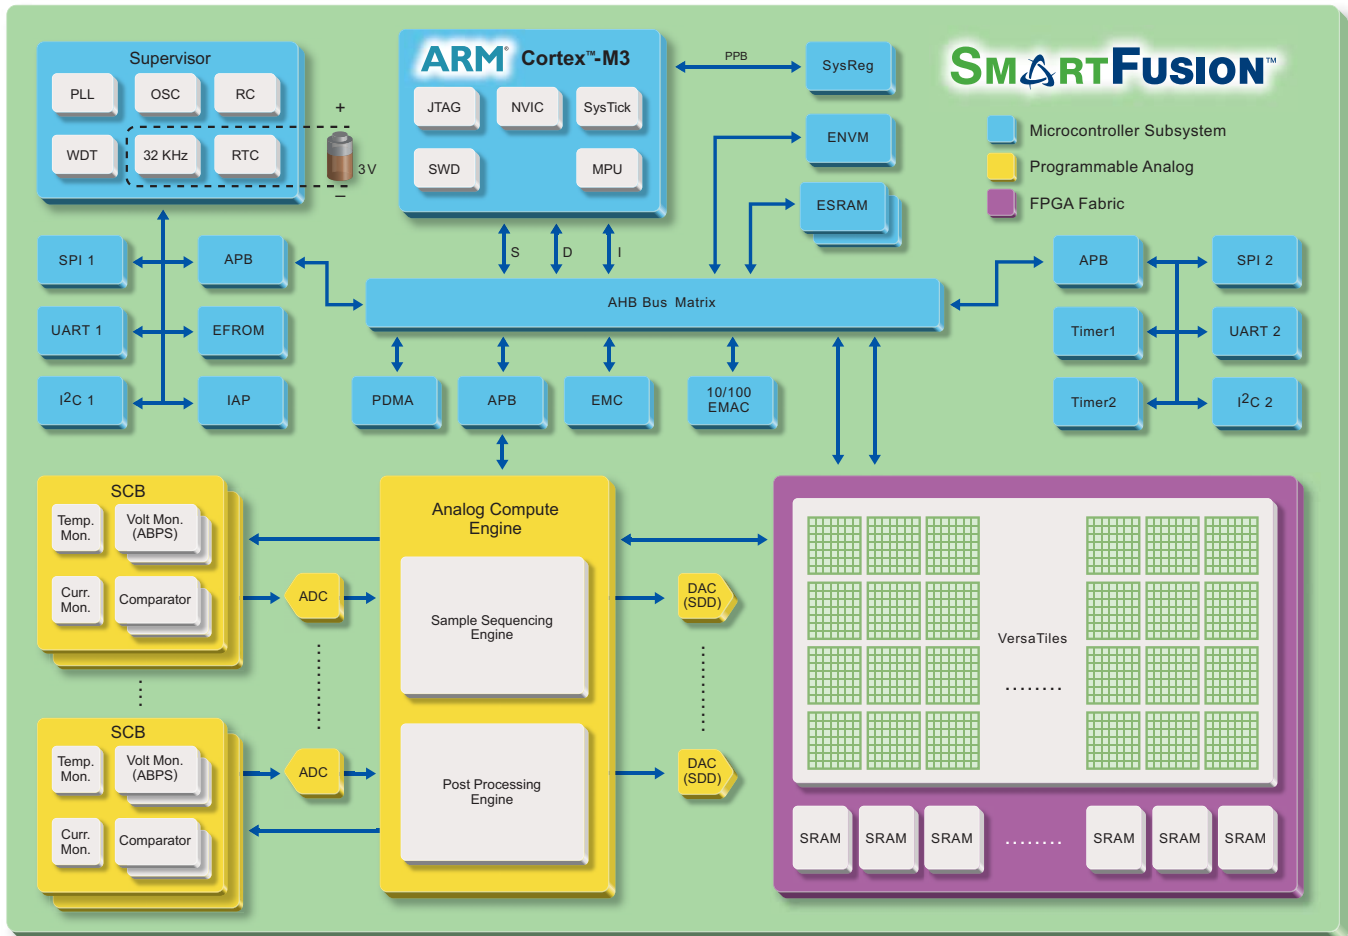 Supervisor
PLL
OSC
RC
WDT
32 KHz
RTC
+
3V
–
ARM® Cortex™-M3
JTAG
NVIC
SysTick
SWD
MPU
PPB
SysReg
ENVM
ESRAM
SMARTFUSION™
Microcontroller Subsystem
Programmable Analog
FPGA Fabric
S
D
I
SPI 1
APB
UART 1
EFROM
I²C 1
IAP
AHB Bus Matrix
PDMA
APB
EMC
10/100
EMAC
APB
SPI 2
Timer1
UART 2
Timer2
I²C 2
SCB
Temp.
Mon.
Volt Mon.
(ABPS)
Curr.
Mon.
Comparator
ADC
SCB
Temp.
Mon.
Volt Mon.
(ABPS)
Curr.
Mon.
Comparator
ADC
Analog Compute
Engine
Sample Sequencing
Engine
Post Processing
Engine
DAC
(SDD)
DAC
(SDD)
VersaTiles
........
SRAM
SRAM
SRAM
........
SRAM
SRAM
SRAM